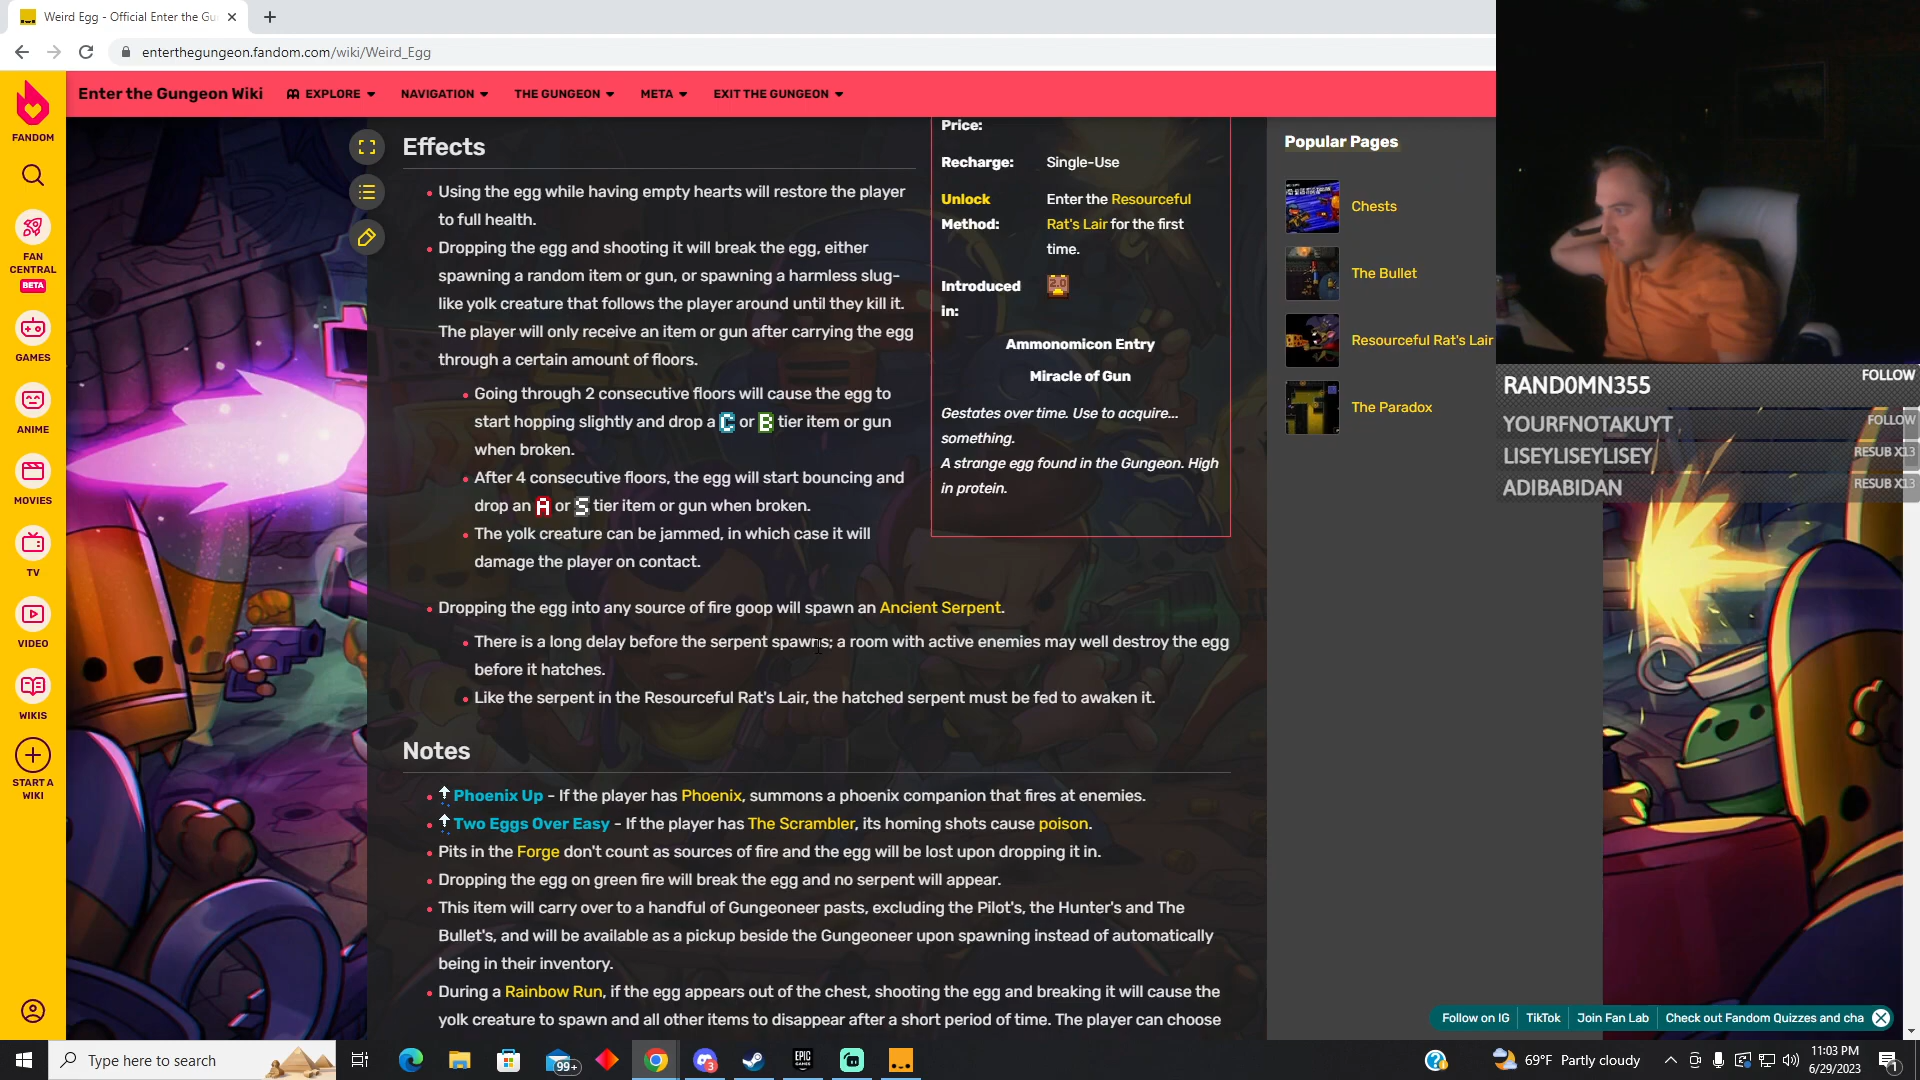 Weird Egg - Official Enter the Gu
enterthegungeon.fandom.com/wiki/Weird_Egg
Enter the Gungeon Wiki
EXPLORE
NAVIGATION
THE GUNGEON
META
EXIT THE GUNGEON
FANDOM
FAN
CENTRAL
BETA
GAMES
ANIME
MOVIES
TV
VIDEO
WIKIS
START A
WIKI
Effects
Using the egg while having empty hearts will restore the player
to full health.
Dropping the egg and shooting it will break the egg, either
spawning a random item or gun, or spawning a harmless slug-
like yolk creature that follows the player around until they kill it.
The player will only receive an item or gun after carrying the egg
through a certain amount of floors.
Going through 2 consecutive floors will cause the egg to
start hopping slightly and drop a C or B tier item or gun
when broken.
After 4 consecutive floors, the egg will start bouncing and
drop an A or S tier item or gun when broken.
The yolk creature can be jammed, in which case it will
damage the player on contact.
Dropping the egg into any source of fire goop will spawn an Ancient Serpent.
There is a long delay before the serpent spawns; a room with active enemies may well destroy the egg
before it hatches.
Like the serpent in the Resourceful Rat's Lair, the hatched serpent must be fed to awaken it.
Notes
Phoenix Up - If the player has Phoenix, summons a phoenix companion that fires at enemies.
Two Eggs Over Easy - If the player has The Scrambler, its homing shots cause poison.
Pits in the Forge don't count as sources of fire and the egg will be lost upon dropping it in.
Dropping the egg on green fire will break the egg and no serpent will appear.
This item will carry over to a handful of Gungeoneer pasts, excluding the Pilot's, the Hunter's and The
Bullet's, and will be available as a pickup beside the Gungeoneer upon spawning instead of automatically
being in their inventory.
During a Rainbow Run, if the egg appears out of the chest, shooting the egg and breaking it will cause the
yolk creature to spawn and all other items to disappear after a short period of time. The player can choose
Price:
Recharge: Single-Use
Unlock Enter the Resourceful
Method: Rat's Lair for the first
time.
Introduced 2.0
in:
Ammonomicon Entry
Miracle of Gun
Gestates over time. Use to acquire...
something.
A strange egg found in the Gungeon. High
in protein.
Popular Pages
Chests
The Bullet
Resourceful Rat's Lair
The Paradox
RAND0MN355 FOLLOW
YOURFNOTAKUYT FOLLOW
LISEYLISEYLISEY RESUB X13
ADIBABIDAN RESUB X13
Follow on IG
TikTok
Join Fan Lab
Check out Fandom Quizzes and cha
Type here to search
99+
3
EPIC
GAMES
69°F Partly cloudy
11:03 PM
6/29/2023
1